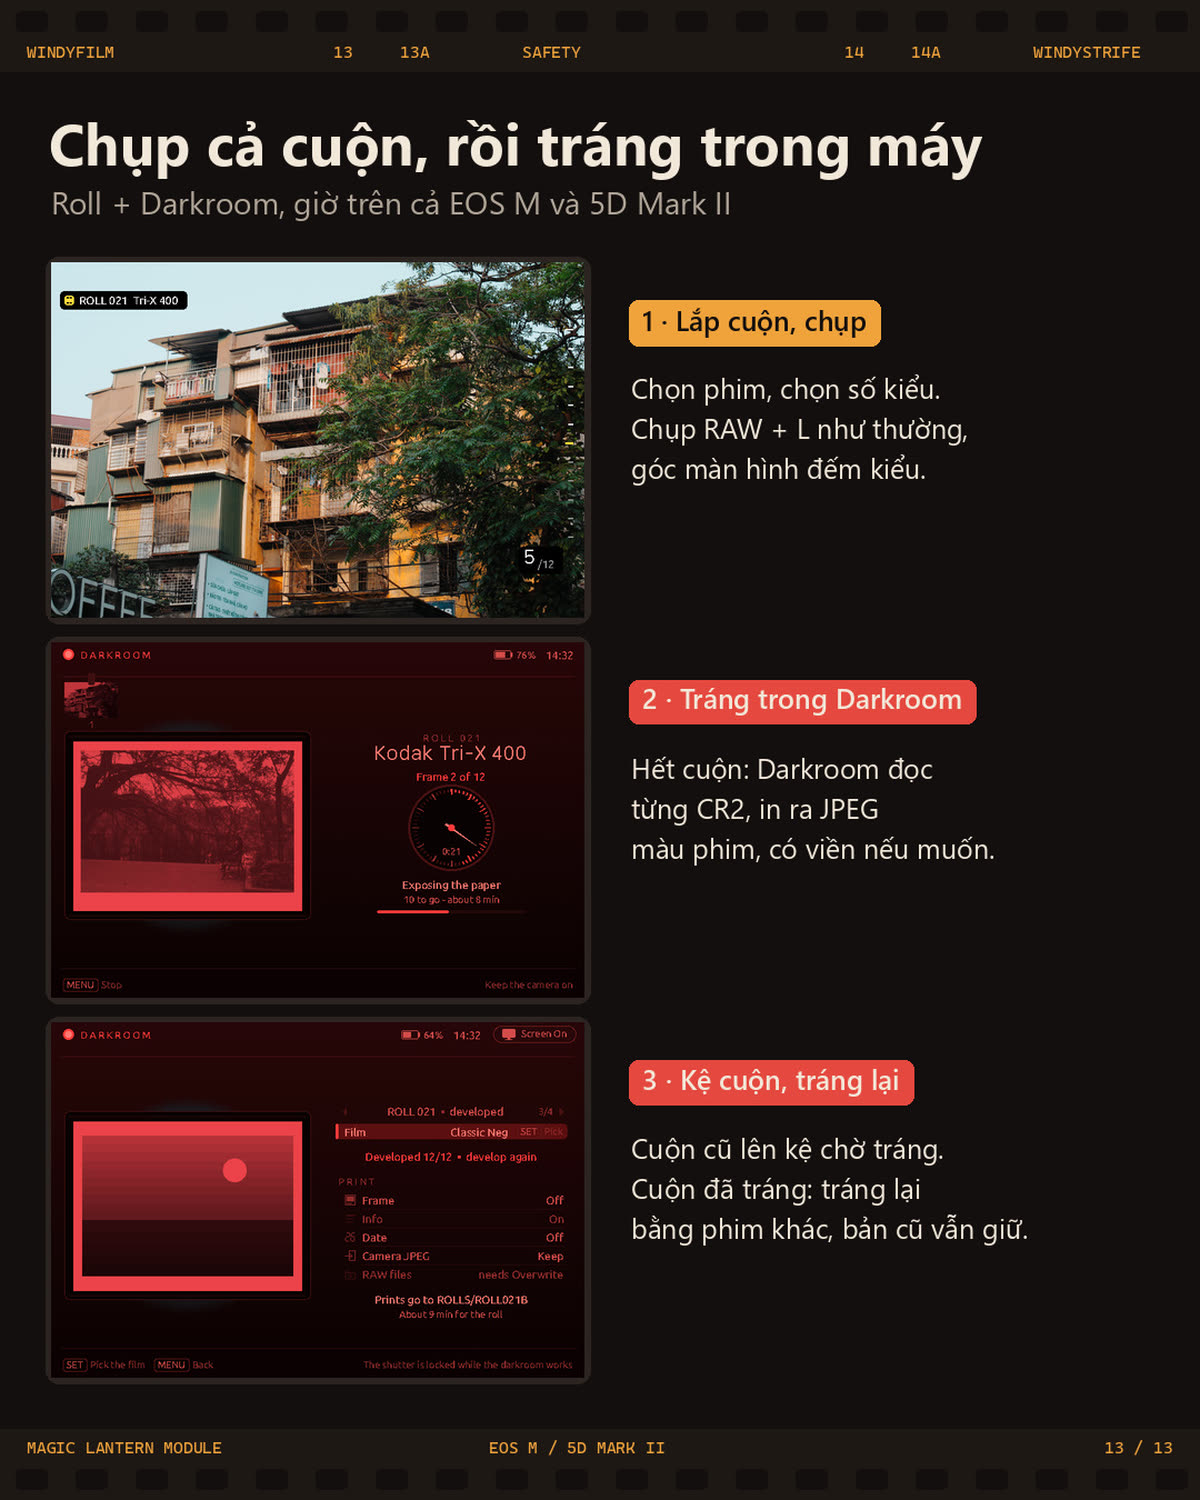 WINDYFILM 13 13A SAFETY 14 14A WINDYSTRIFE
Chụp cả cuộn, rồi tráng trong máy
Roll + Darkroom, giờ trên cả EOS M và 5D Mark II
ROLL 021 Tri-X 400
5/12
OFFEE
1 · Lắp cuộn, chụp
Chọn phim, chọn số kiểu.
Chụp RAW + L như thường,
góc màn hình đếm kiểu.
DARKROOM 76% 14:32
1
ROLL 021
Kodak Tri-X 400
Frame 2 of 12
0:21
Exposing the paper
10 to go - about 8 min
MENU Stop Keep the camera on
2 · Tráng trong Darkroom
Hết cuộn: Darkroom đọc
từng CR2, in ra JPEG
màu phim, có viền nếu muốn.
DARKROOM 64% 14:32 Screen On
ROLL 021 • developed 3/4
Film Classic Neg SET Pick
Developed 12/12 • develop again
PRINT
Frame Off
Info On
Date Off
Camera JPEG Keep
RAW files needs Overwrite
Prints go to ROLLS/ROLL021B
About 9 min for the roll
SET Pick the film MENU Back The shutter is locked while the darkroom works
3 · Kệ cuộn, tráng lại
Cuộn cũ lên kệ chờ tráng.
Cuộn đã tráng: tráng lại
bằng phim khác, bản cũ vẫn giữ.
MAGIC LANTERN MODULE EOS M / 5D MARK II 13 / 13